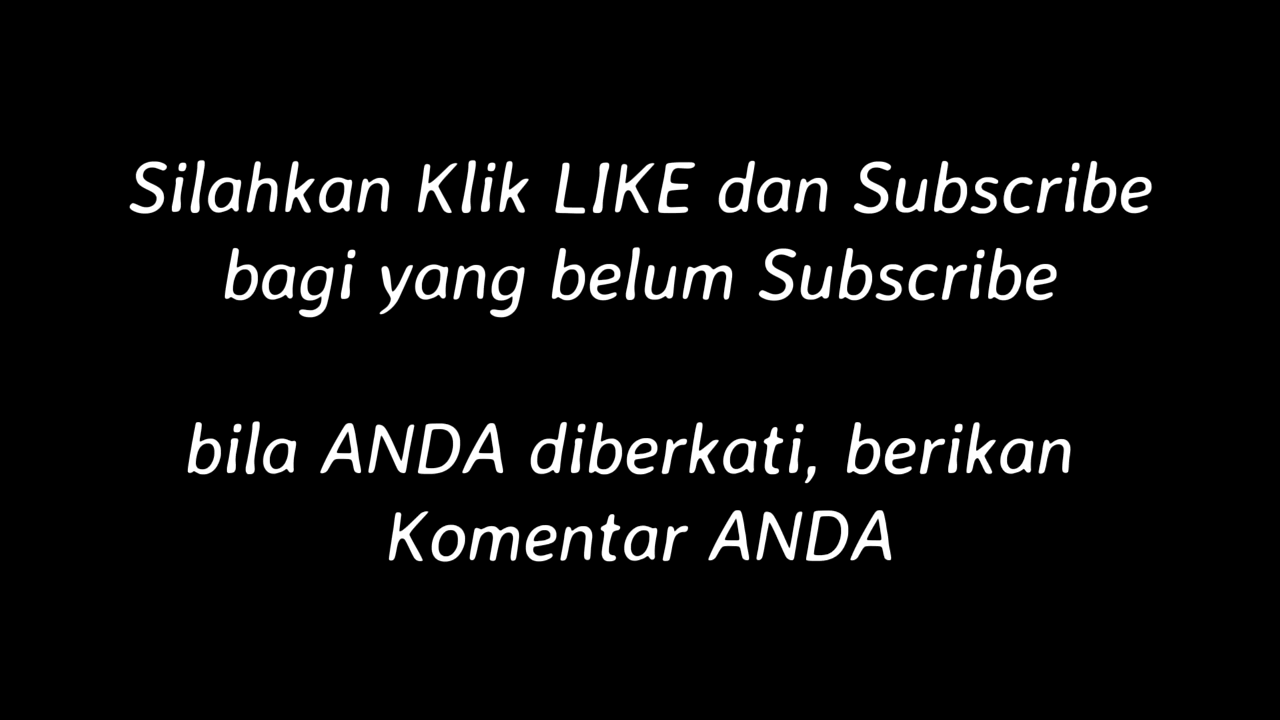 Silahkan Klik LIKE dan Subscribe
bagi yang belum Subscribe
bila ANDA diberkati, berikan
Komentar ANDA